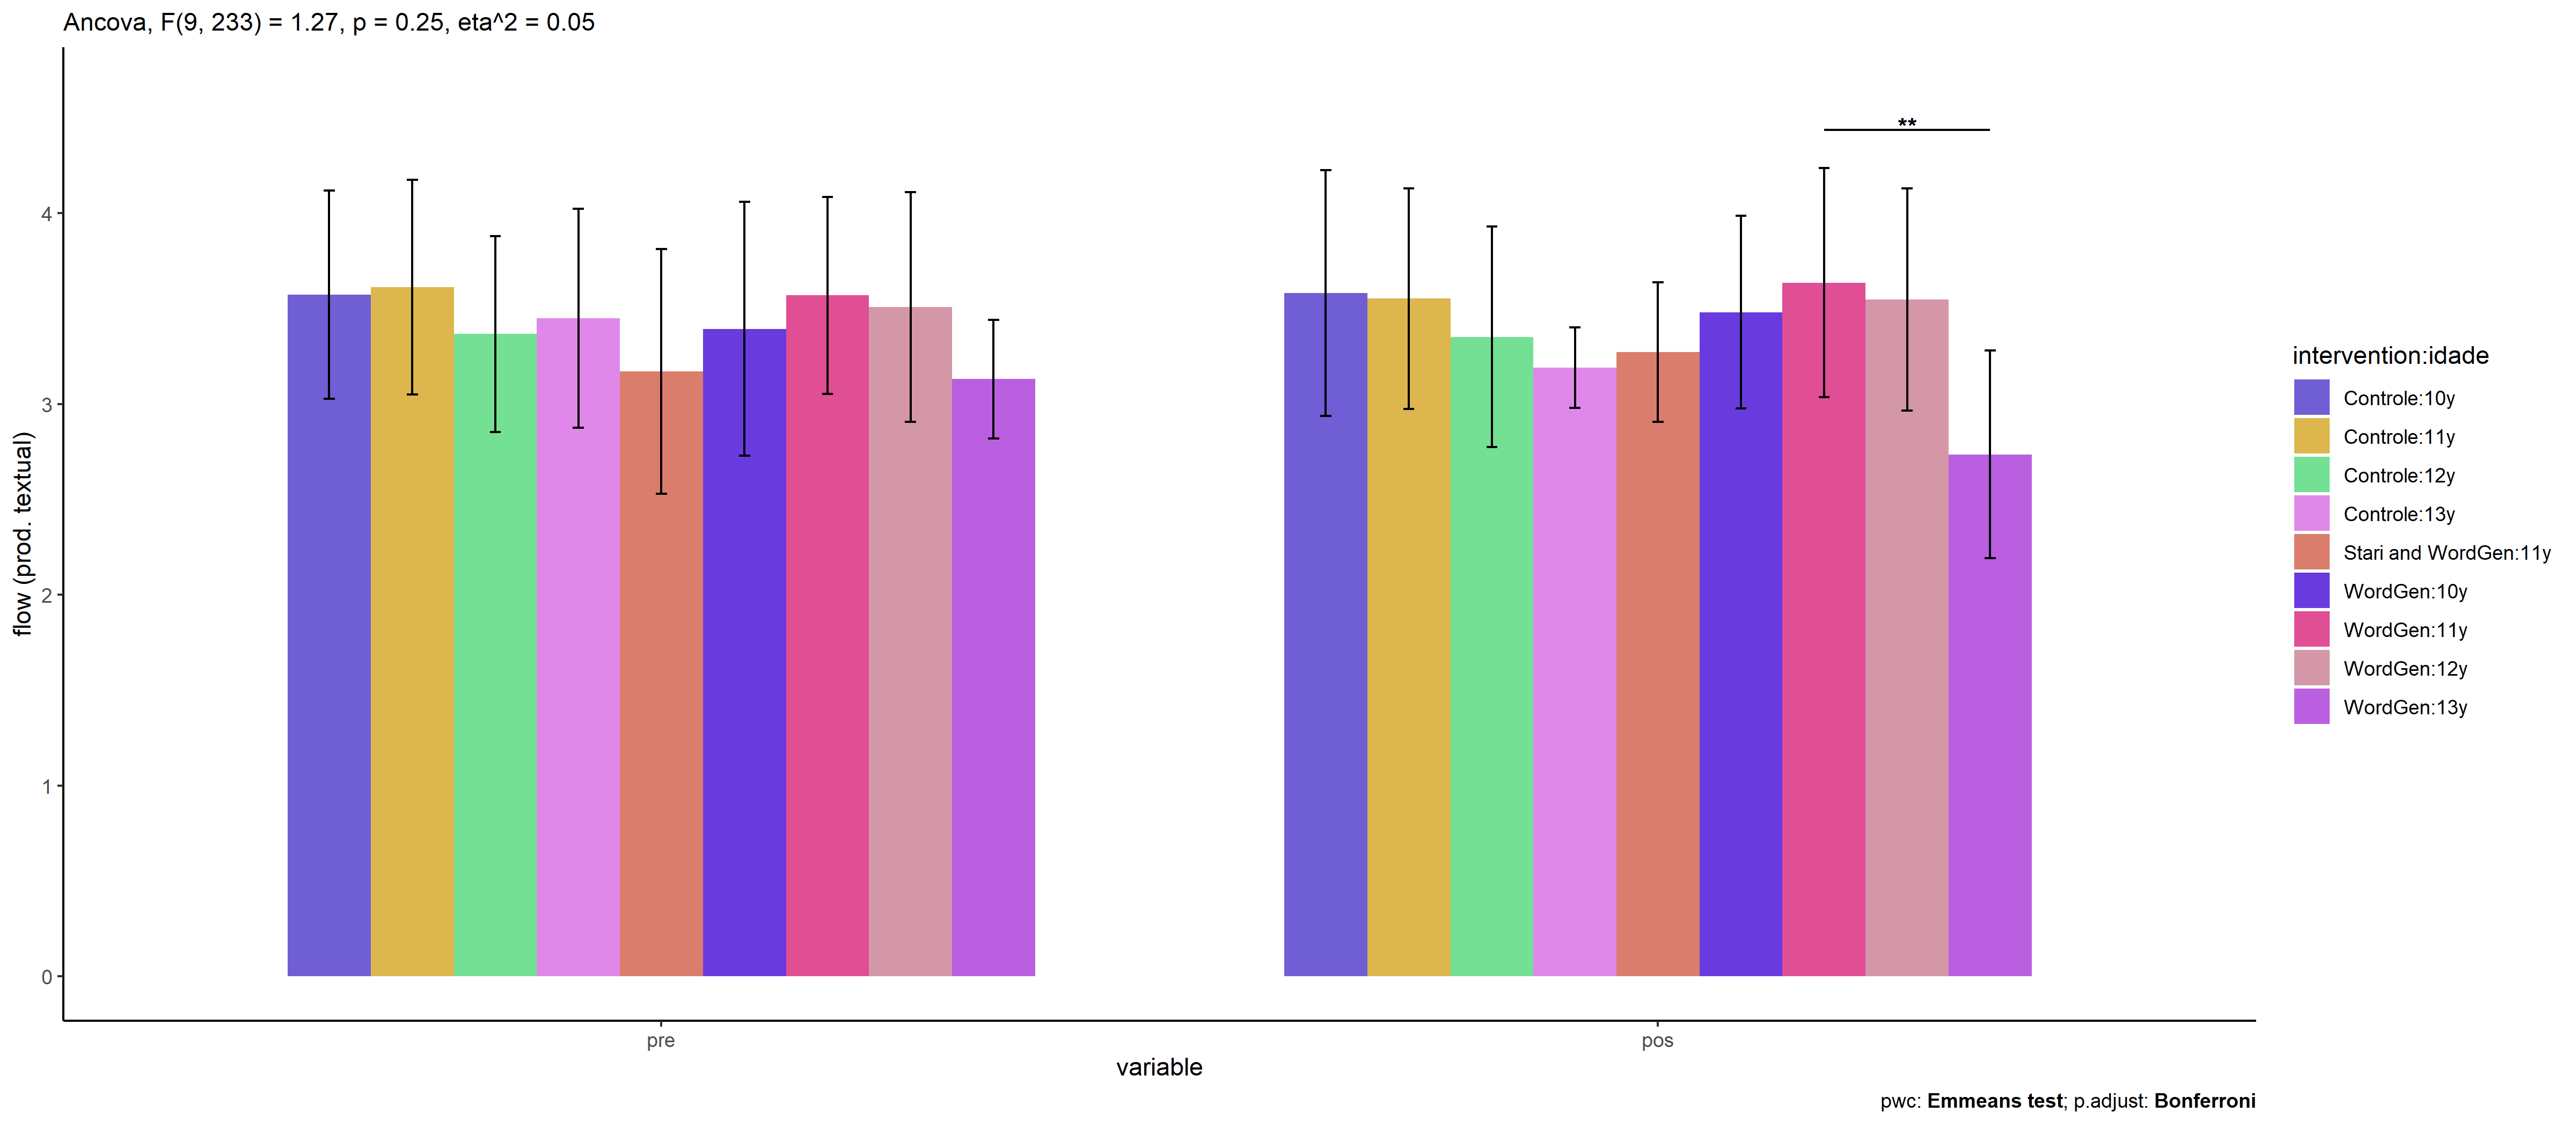 Ancova, F(9, 233) = 1.27, p = 0.25, eta^2 = 0.05
**
4
3
2
1
0
flow (prod. textual)
pre
pos
variable
intervention:idade
Controle:10y
Controle:11y
Controle:12y
Controle:13y
Stari and WordGen:11y
WordGen:10y
WordGen:11y
WordGen:12y
WordGen:13y
pwc: Emmeans test; p.adjust: Bonferroni